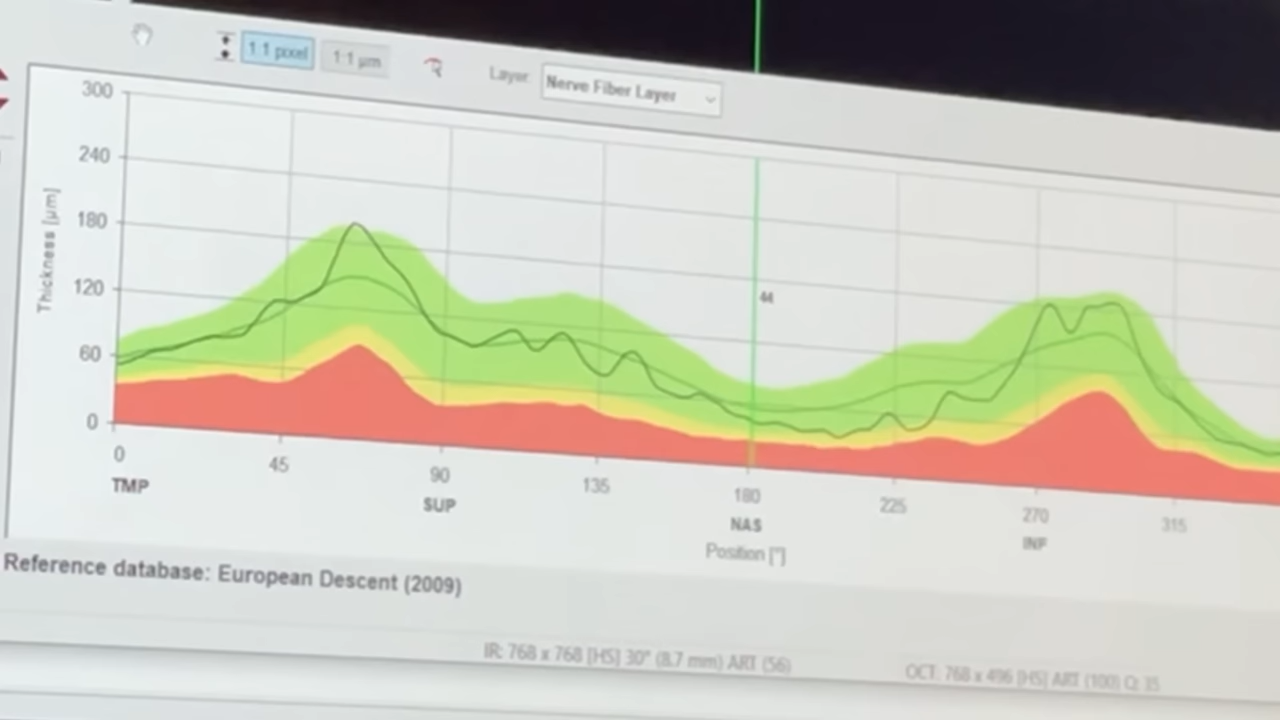 1:1 pixel 1:1 µm Layer Nerve Fiber Layer
300
240
180
120
60
0
Thickness [µm]
44
0 45 90 135 180 225 270 315
TMP SUP NAS INF
Position [°]
Reference database: European Descent (2009)
IR: 768 x 768 [HS] 30° (8.7 mm) ART (56) OCT: 768 x 496 [HS] ART (100) Q: 35